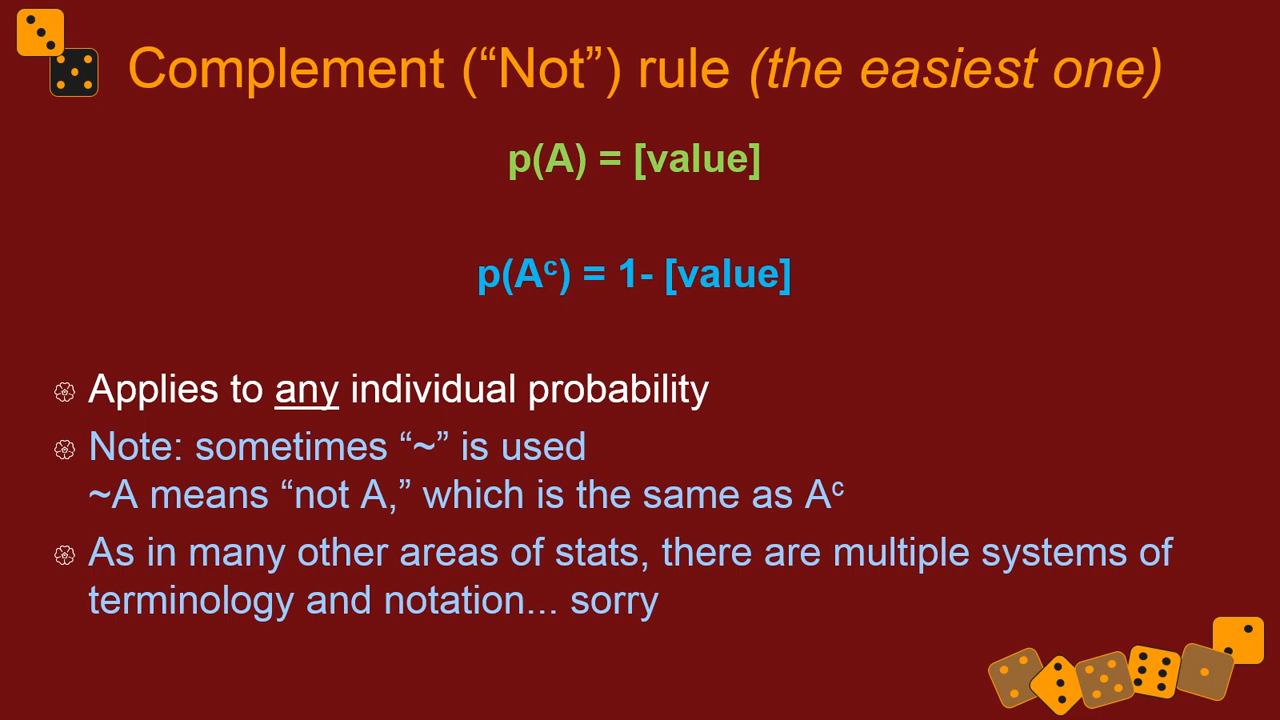 Complement (“Not”) rule (the easiest one)
p(A) = [value]
p(Aᶜ) = 1- [value]
Applies to any individual probability
Note: sometimes “~” is used
~A means “not A,” which is the same as Aᶜ
As in many other areas of stats, there are multiple systems of
terminology and notation... sorry